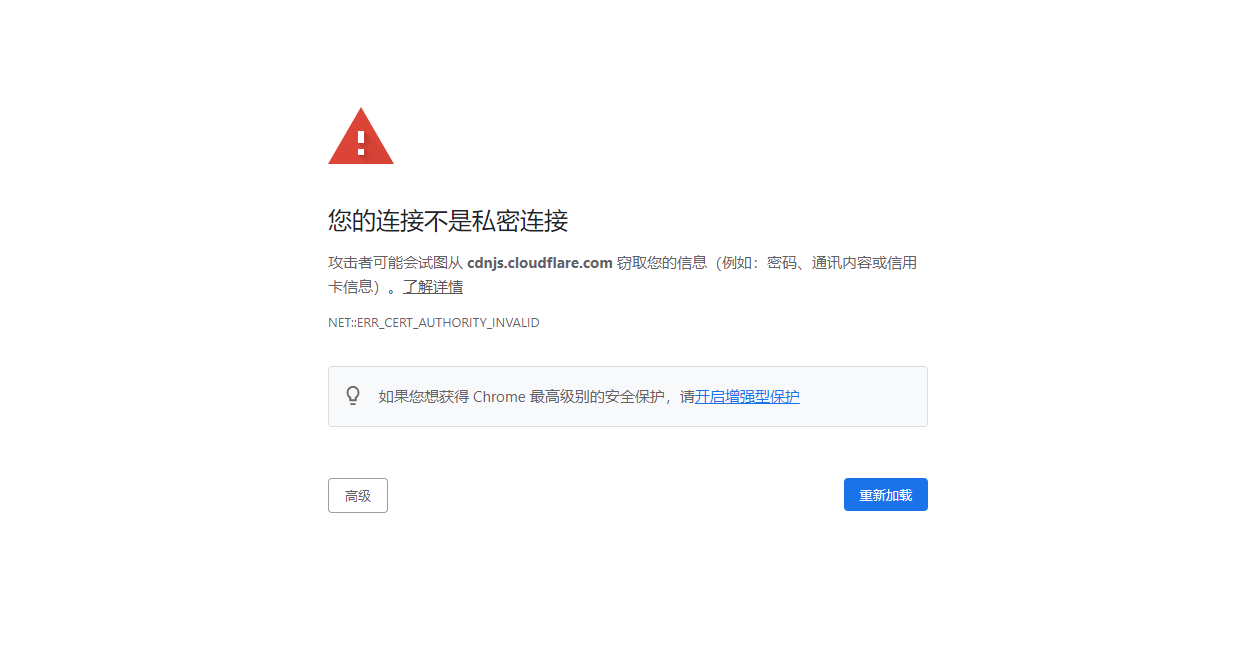 您的连接不是私密连接
攻击者可能会试图从 cdnjs.cloudflare.com 窃取您的信息（例如：密码、通讯内容或信用
卡信息）。了解详情
NET::ERR_CERT_AUTHORITY_INVALID
如果您想获得 Chrome 最高级别的安全保护，请开启增强型保护
高级
重新加载